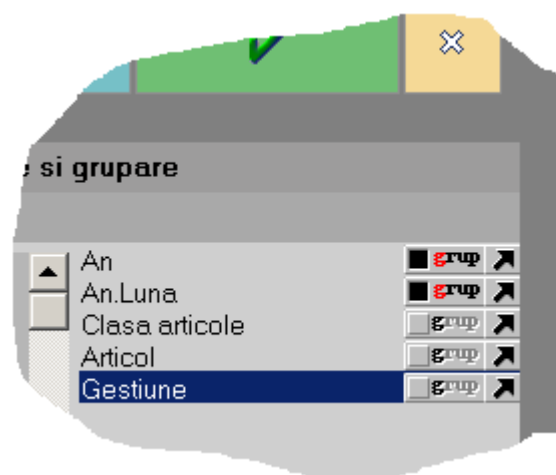 si grupare
An grup
An.Luna grup
Clasa articole grup
Articol grup
Gestiune grup